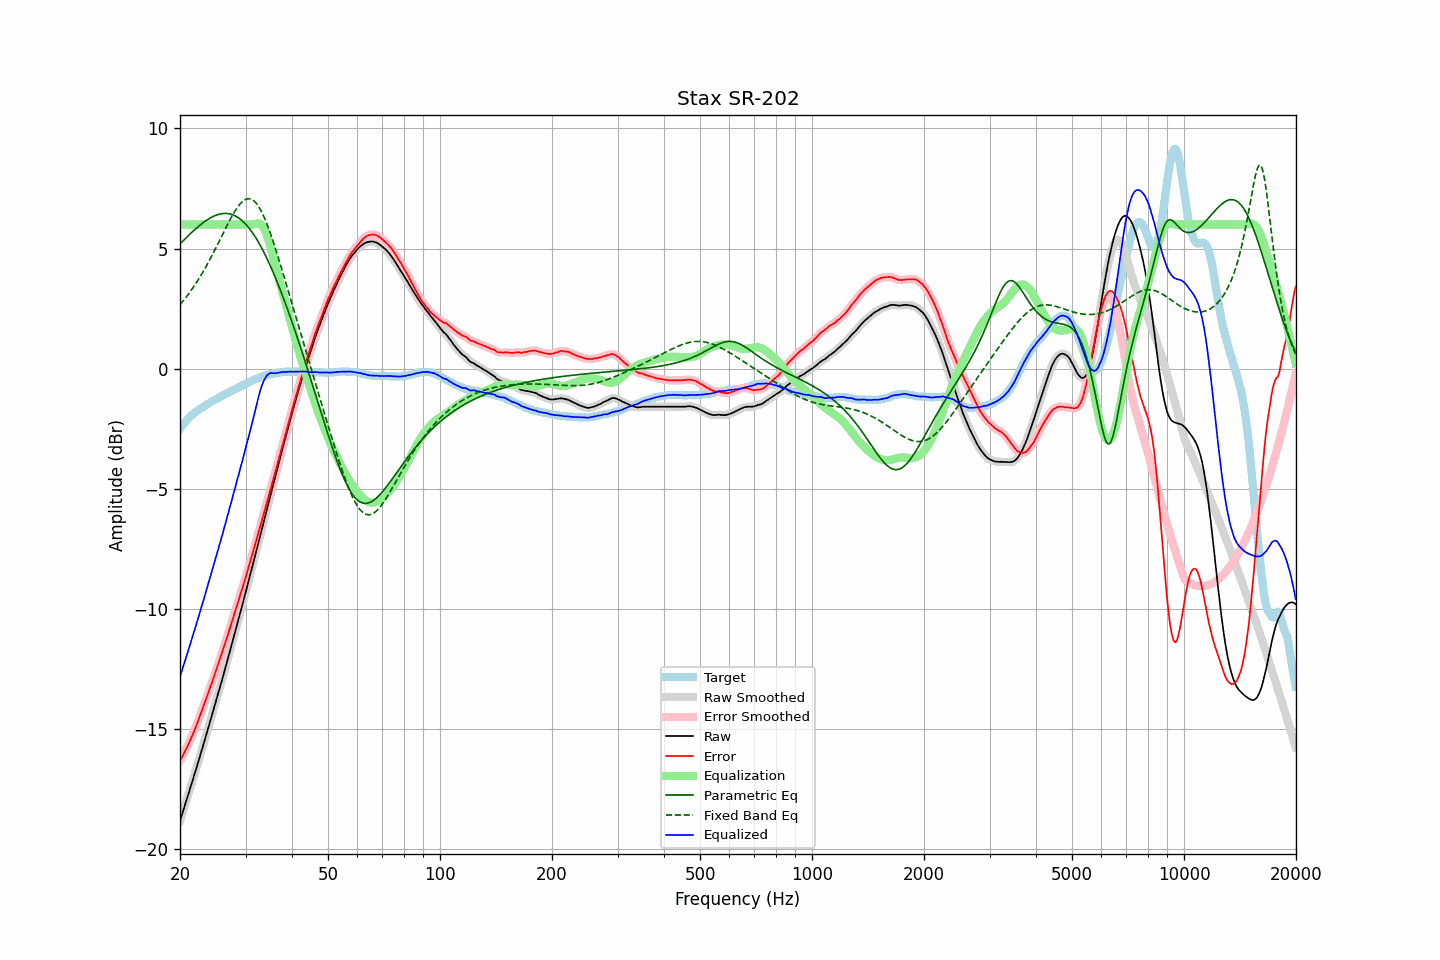 Stax SR-202
Amplitude (dBr)
10
5
0
−5
−10
−15
−20
Target
Raw Smoothed
Error Smoothed
Raw
Error
Equalization
Parametric Eq
Fixed Band Eq
Equalized
20 50 100 200 500 1000 2000 5000 10000 20000
Frequency (Hz)